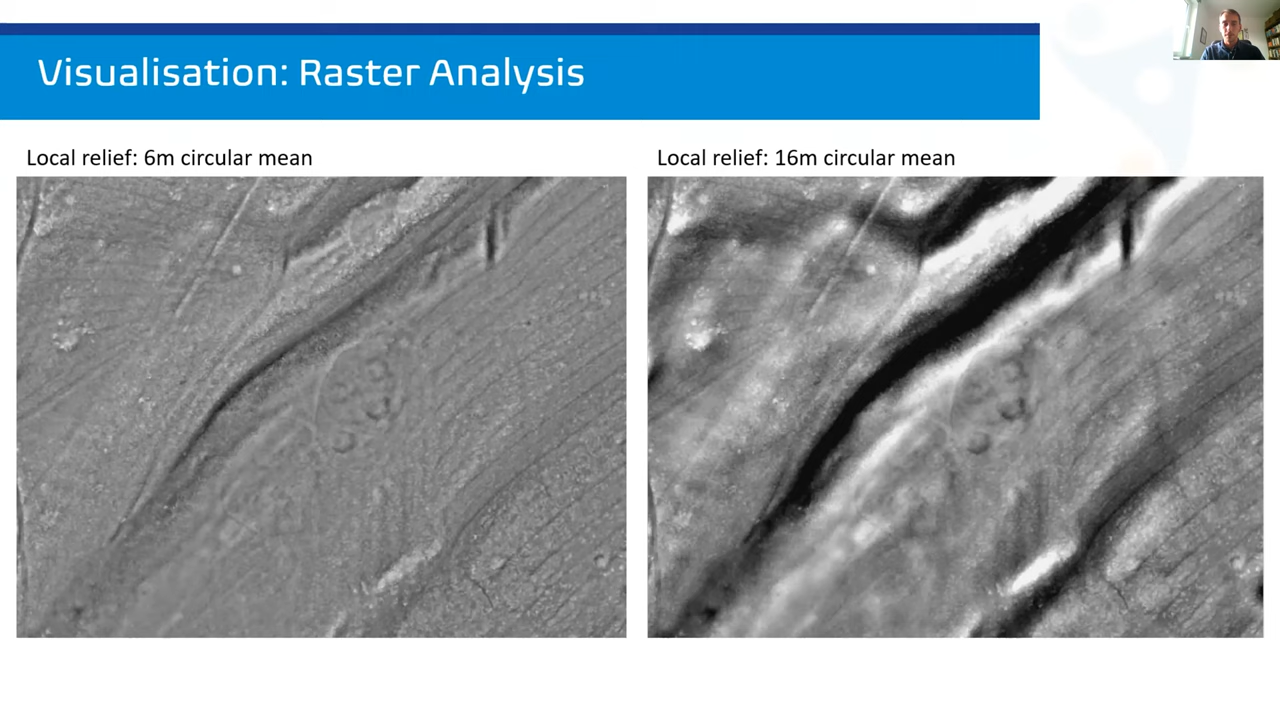 Visualisation: Raster Analysis
Local relief: 6m circular mean
Local relief: 16m circular mean